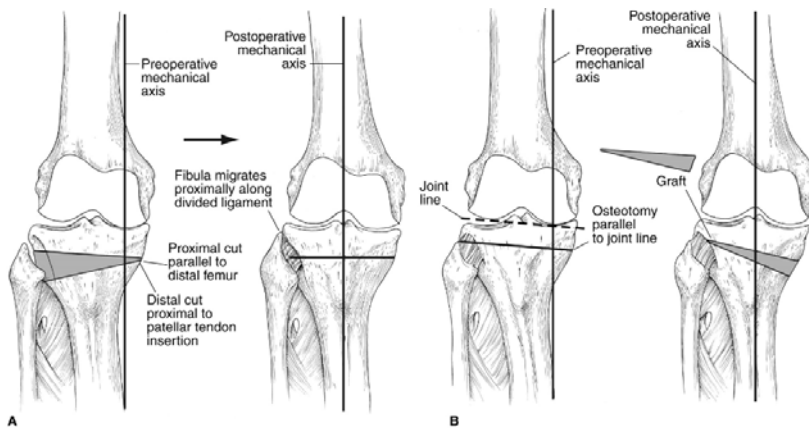 Preoperative
mechanical
axis
Postoperative
mechanical
axis
Fibula migrates
proximally along
divided ligament
Proximal cut
parallel to
distal femur
Distal cut
proximal to
patellar tendon
insertion
A
Preoperative
mechanical
axis
Postoperative
mechanical
axis
Joint
line
Graft
Osteotomy
parallel
to joint line
B